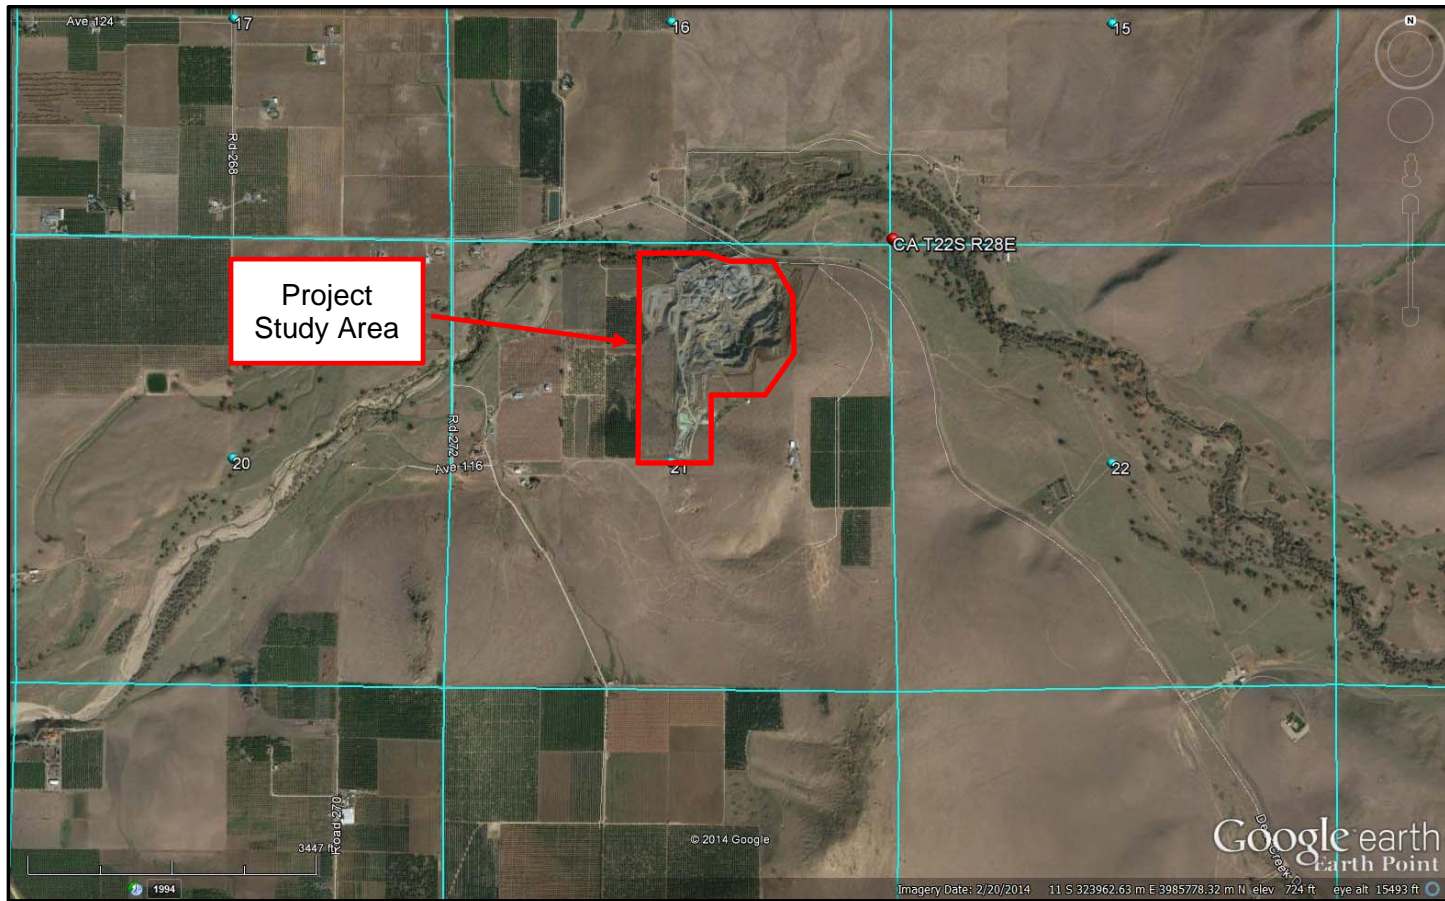 Ave 124
17
16
15
N
Rd 268
CA T22S R28E
Project
Study Area
Rd 272
Ave 116
20
21
22
Road 270
3447 ft
© 2014 Google
Google earth
Earth Point
1994
Imagery Date: 2/20/2014 11 S 323962.63 m E 3985778.32 m N elev 724 ft eye alt 15493 ft